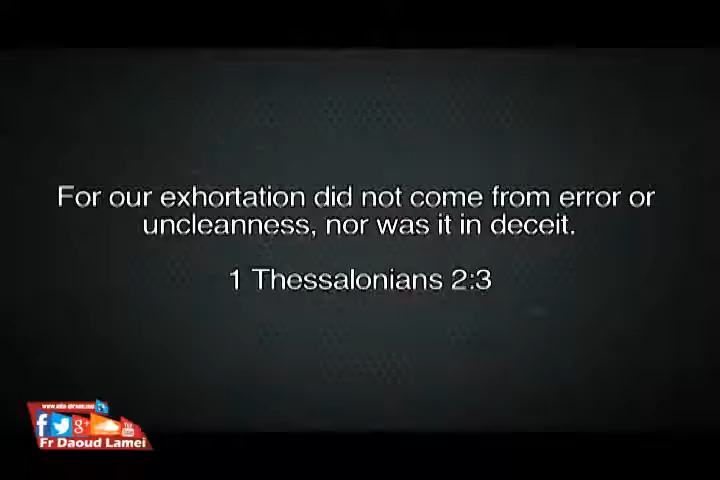 For our exhortation did not come from error or
uncleanness, nor was it in deceit.
1 Thessalonians 2:3
Fr Daoud Lamei